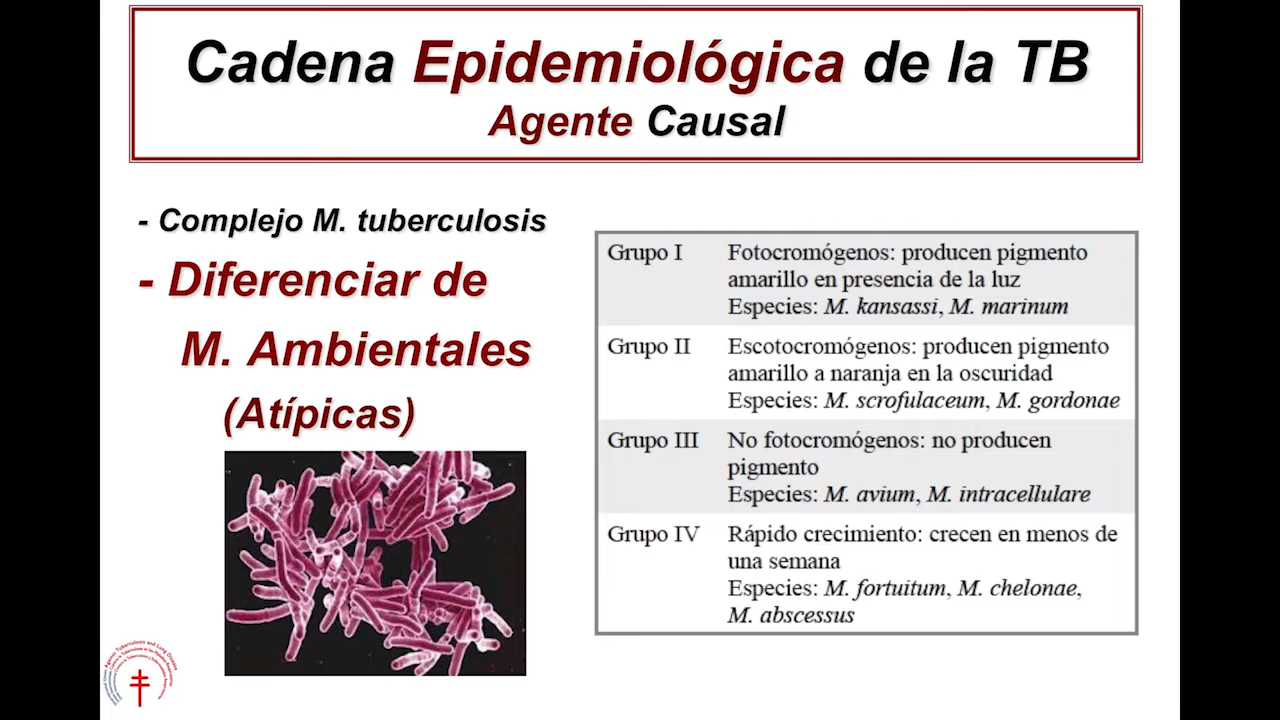 Cadena Epidemiológica de la TB
Agente Causal
- Complejo M. tuberculosis
- Diferenciar de
M. Ambientales
(Atípicas)
Grupo I
Fotocromógenos: producen pigmento
amarillo en presencia de la luz
Especies: M. kansassi, M. marinum
Grupo II
Escotocromógenos: producen pigmento
amarillo a naranja en la oscuridad
Especies: M. scrofulaceum, M. gordonae
Grupo III
No fotocromógenos: no producen
pigmento
Especies: M. avium, M. intracellulare
Grupo IV
Rápido crecimiento: crecen en menos de
una semana
Especies: M. fortuitum, M. chelonae,
M. abscessus